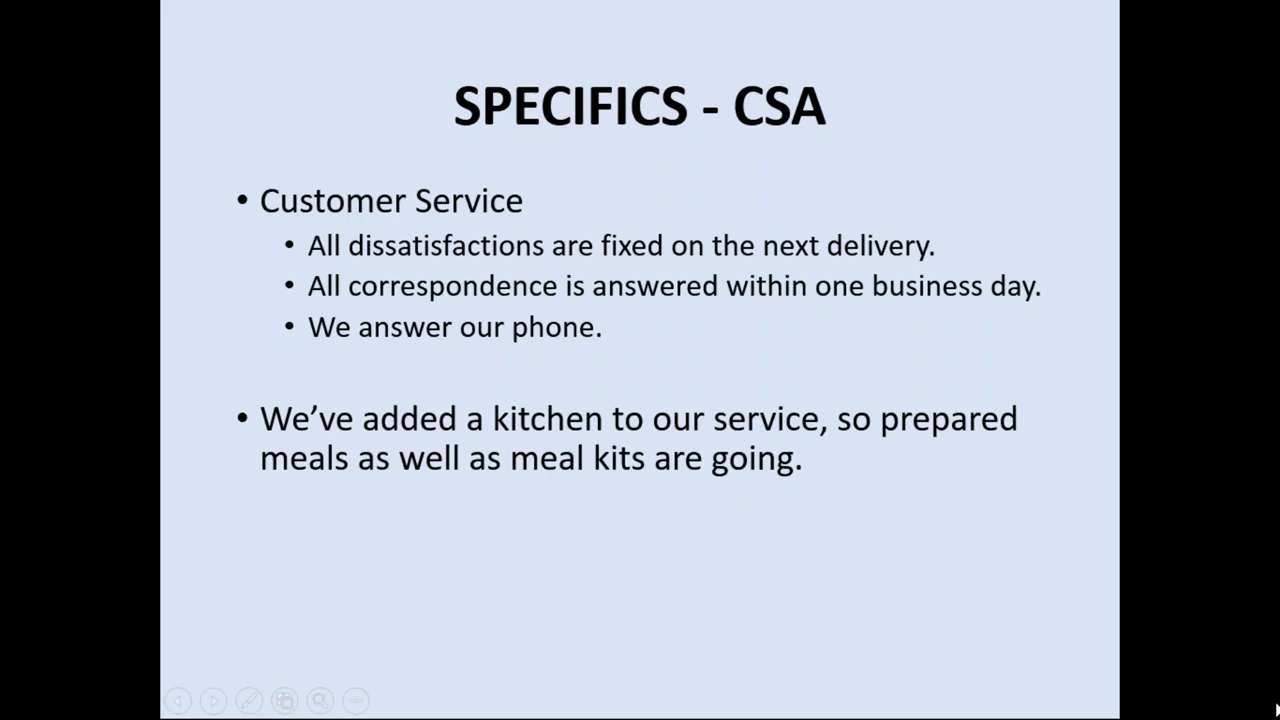 SPECIFICS - CSA
• Customer Service
• All dissatisfactions are fixed on the next delivery.
• All correspondence is answered within one business day.
• We answer our phone.
• We’ve added a kitchen to our service, so prepared
meals as well as meal kits are going.